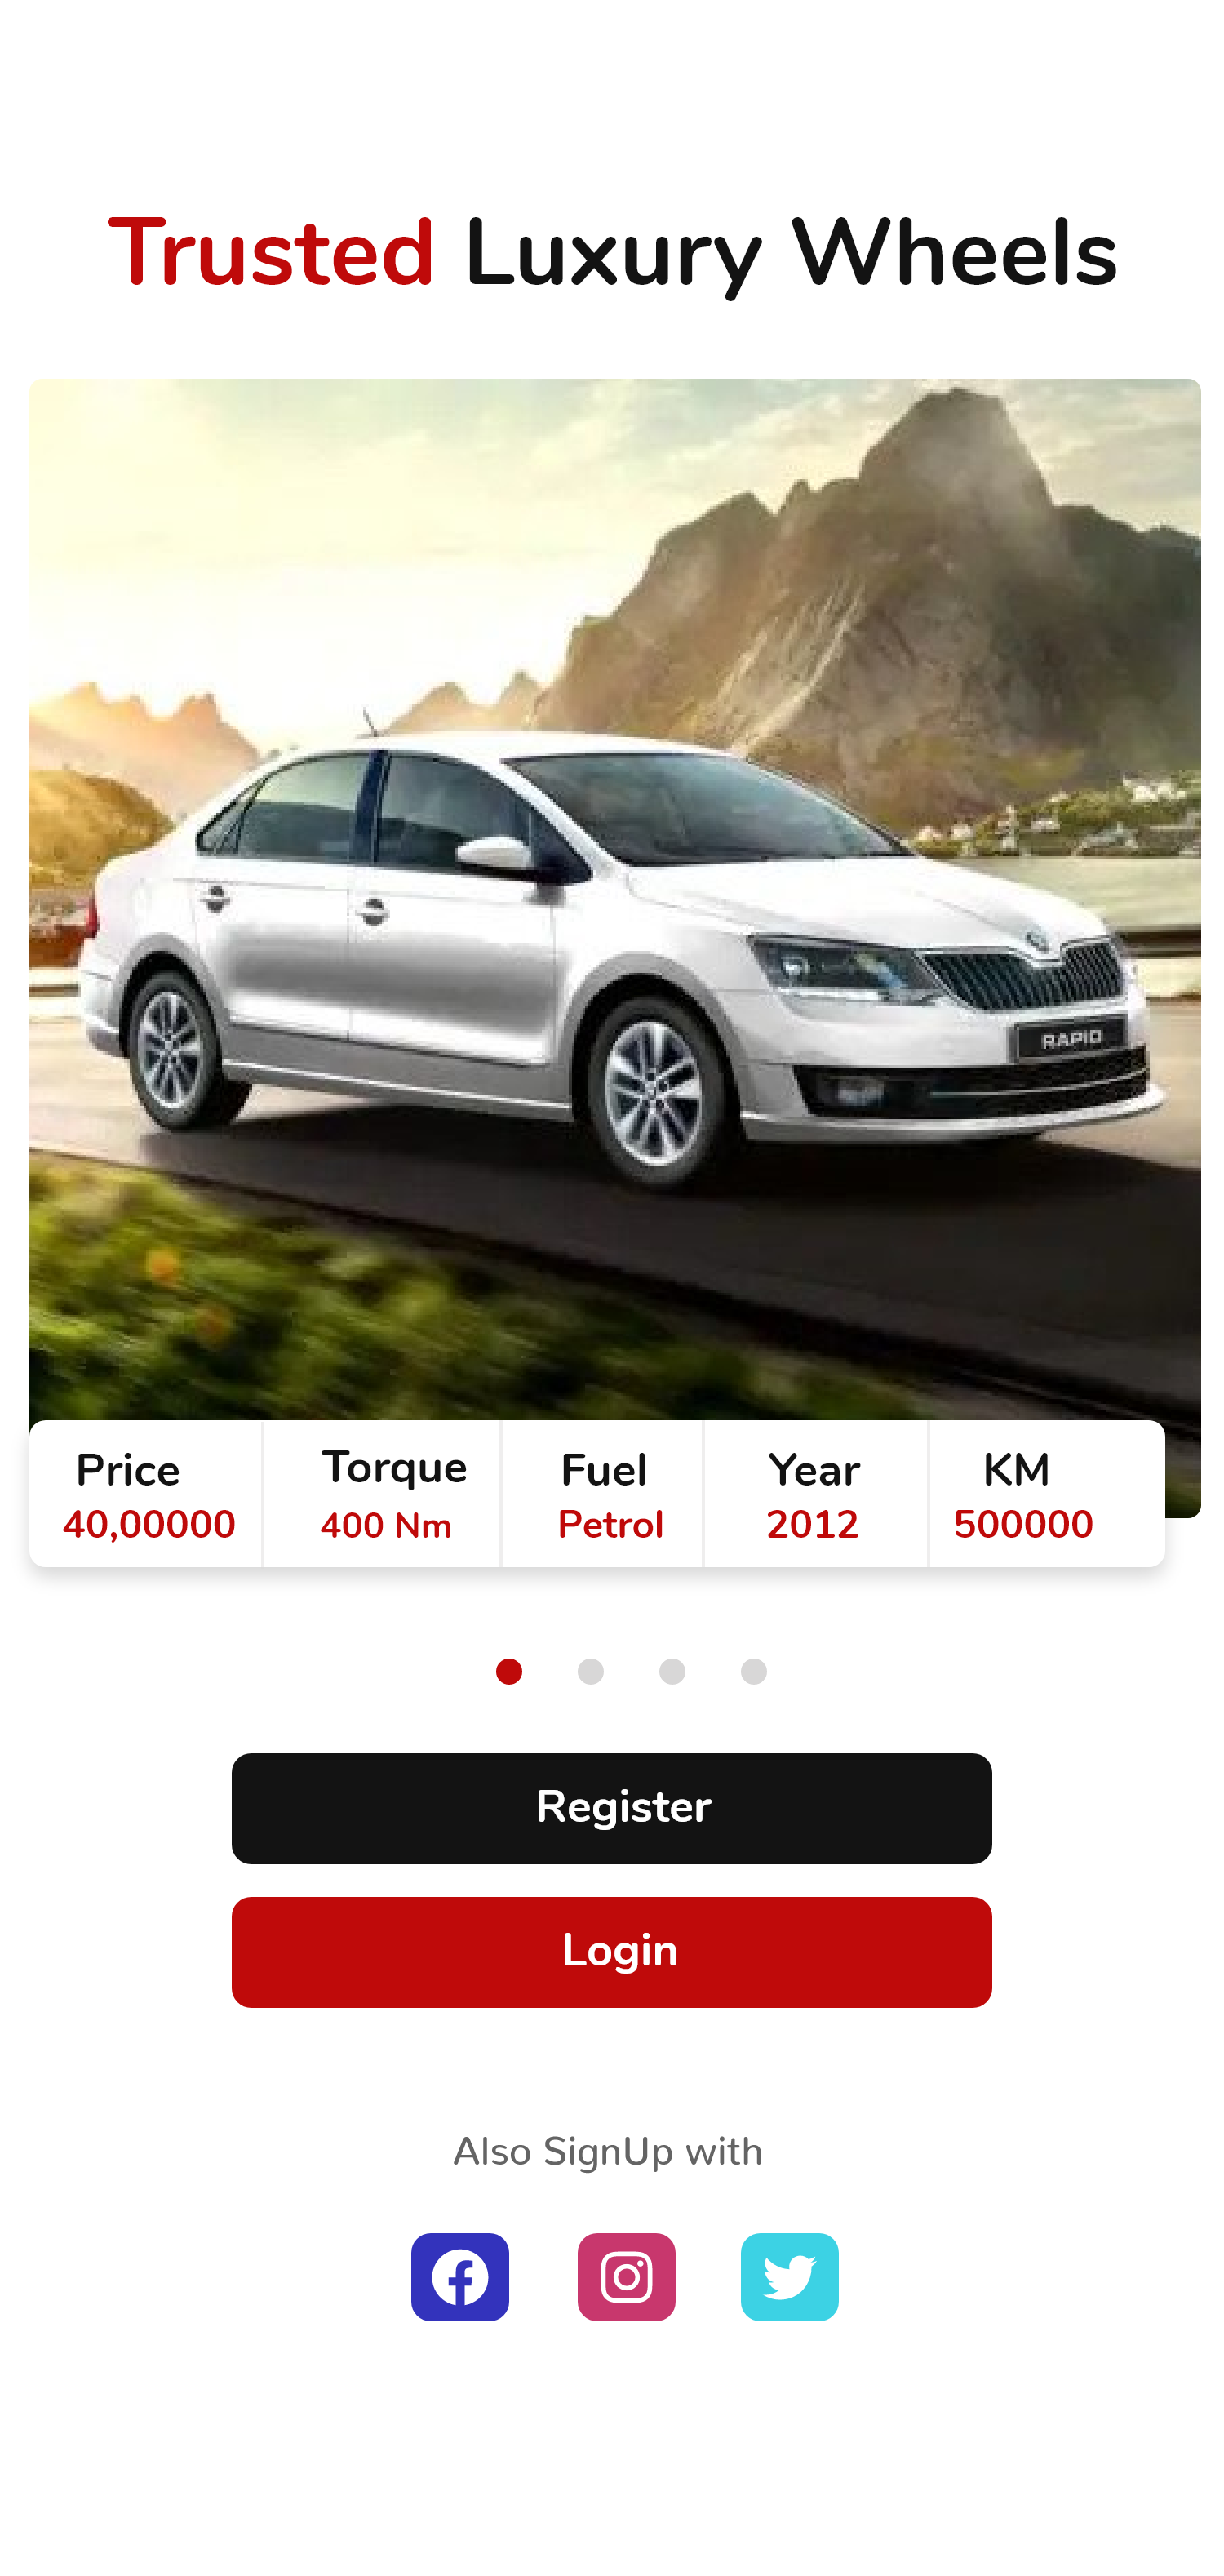 Trusted Luxury Wheels
RAPID
Price Torque Fuel Year KM
40,00000 400 Nm Petrol 2012 500000
Register
Login
Also SignUp with